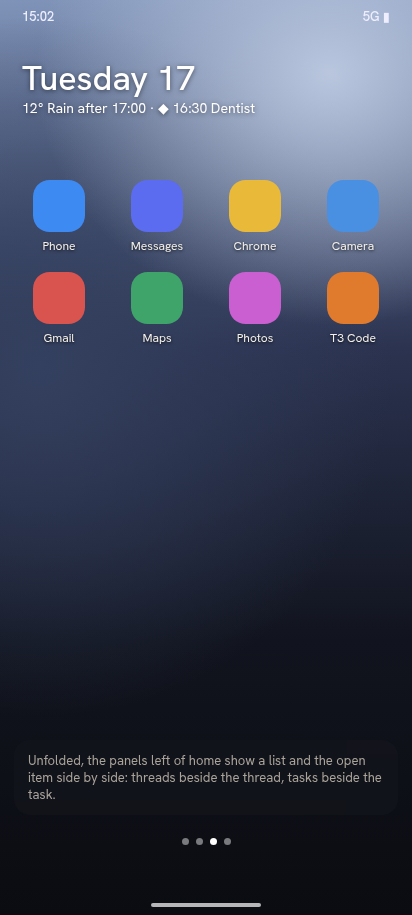 15:02
5G
Tuesday 17
12° Rain after 17:00 · ◆ 16:30 Dentist
Phone
Messages
Chrome
Camera
Gmail
Maps
Photos
T3 Code
Unfolded, the panels left of home show a list and the open
item side by side: threads beside the thread, tasks beside the
task.